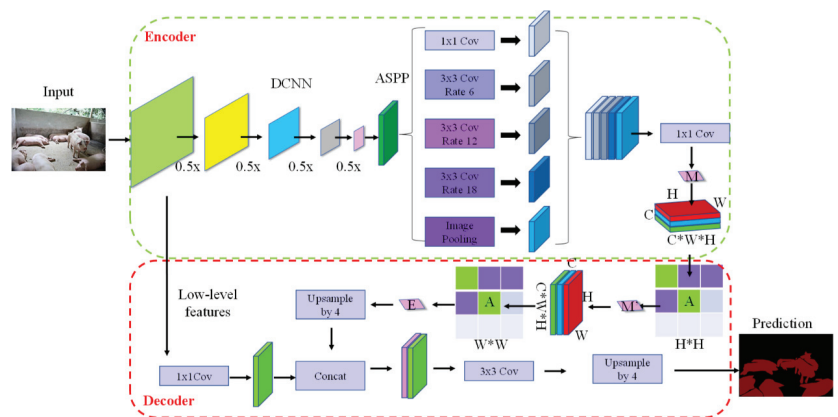 Encoder
Input
DCNN
ASPP
1x1 Cov
3x3 Cov
Rate 6
3x3 Cov
Rate 12
3x3 Cov
Rate 18
Image
Pooling
0.5x
0.5x
0.5x
0.5x
1x1 Cov
M
H
W
C
C*W*H
Low-level
features
Upsample
by 4
E
A
W*W
C
C*W*H
H
W
M
A
H*H
1x1Cov
Concat
3x3 Cov
Upsample
by 4
Prediction
Decoder